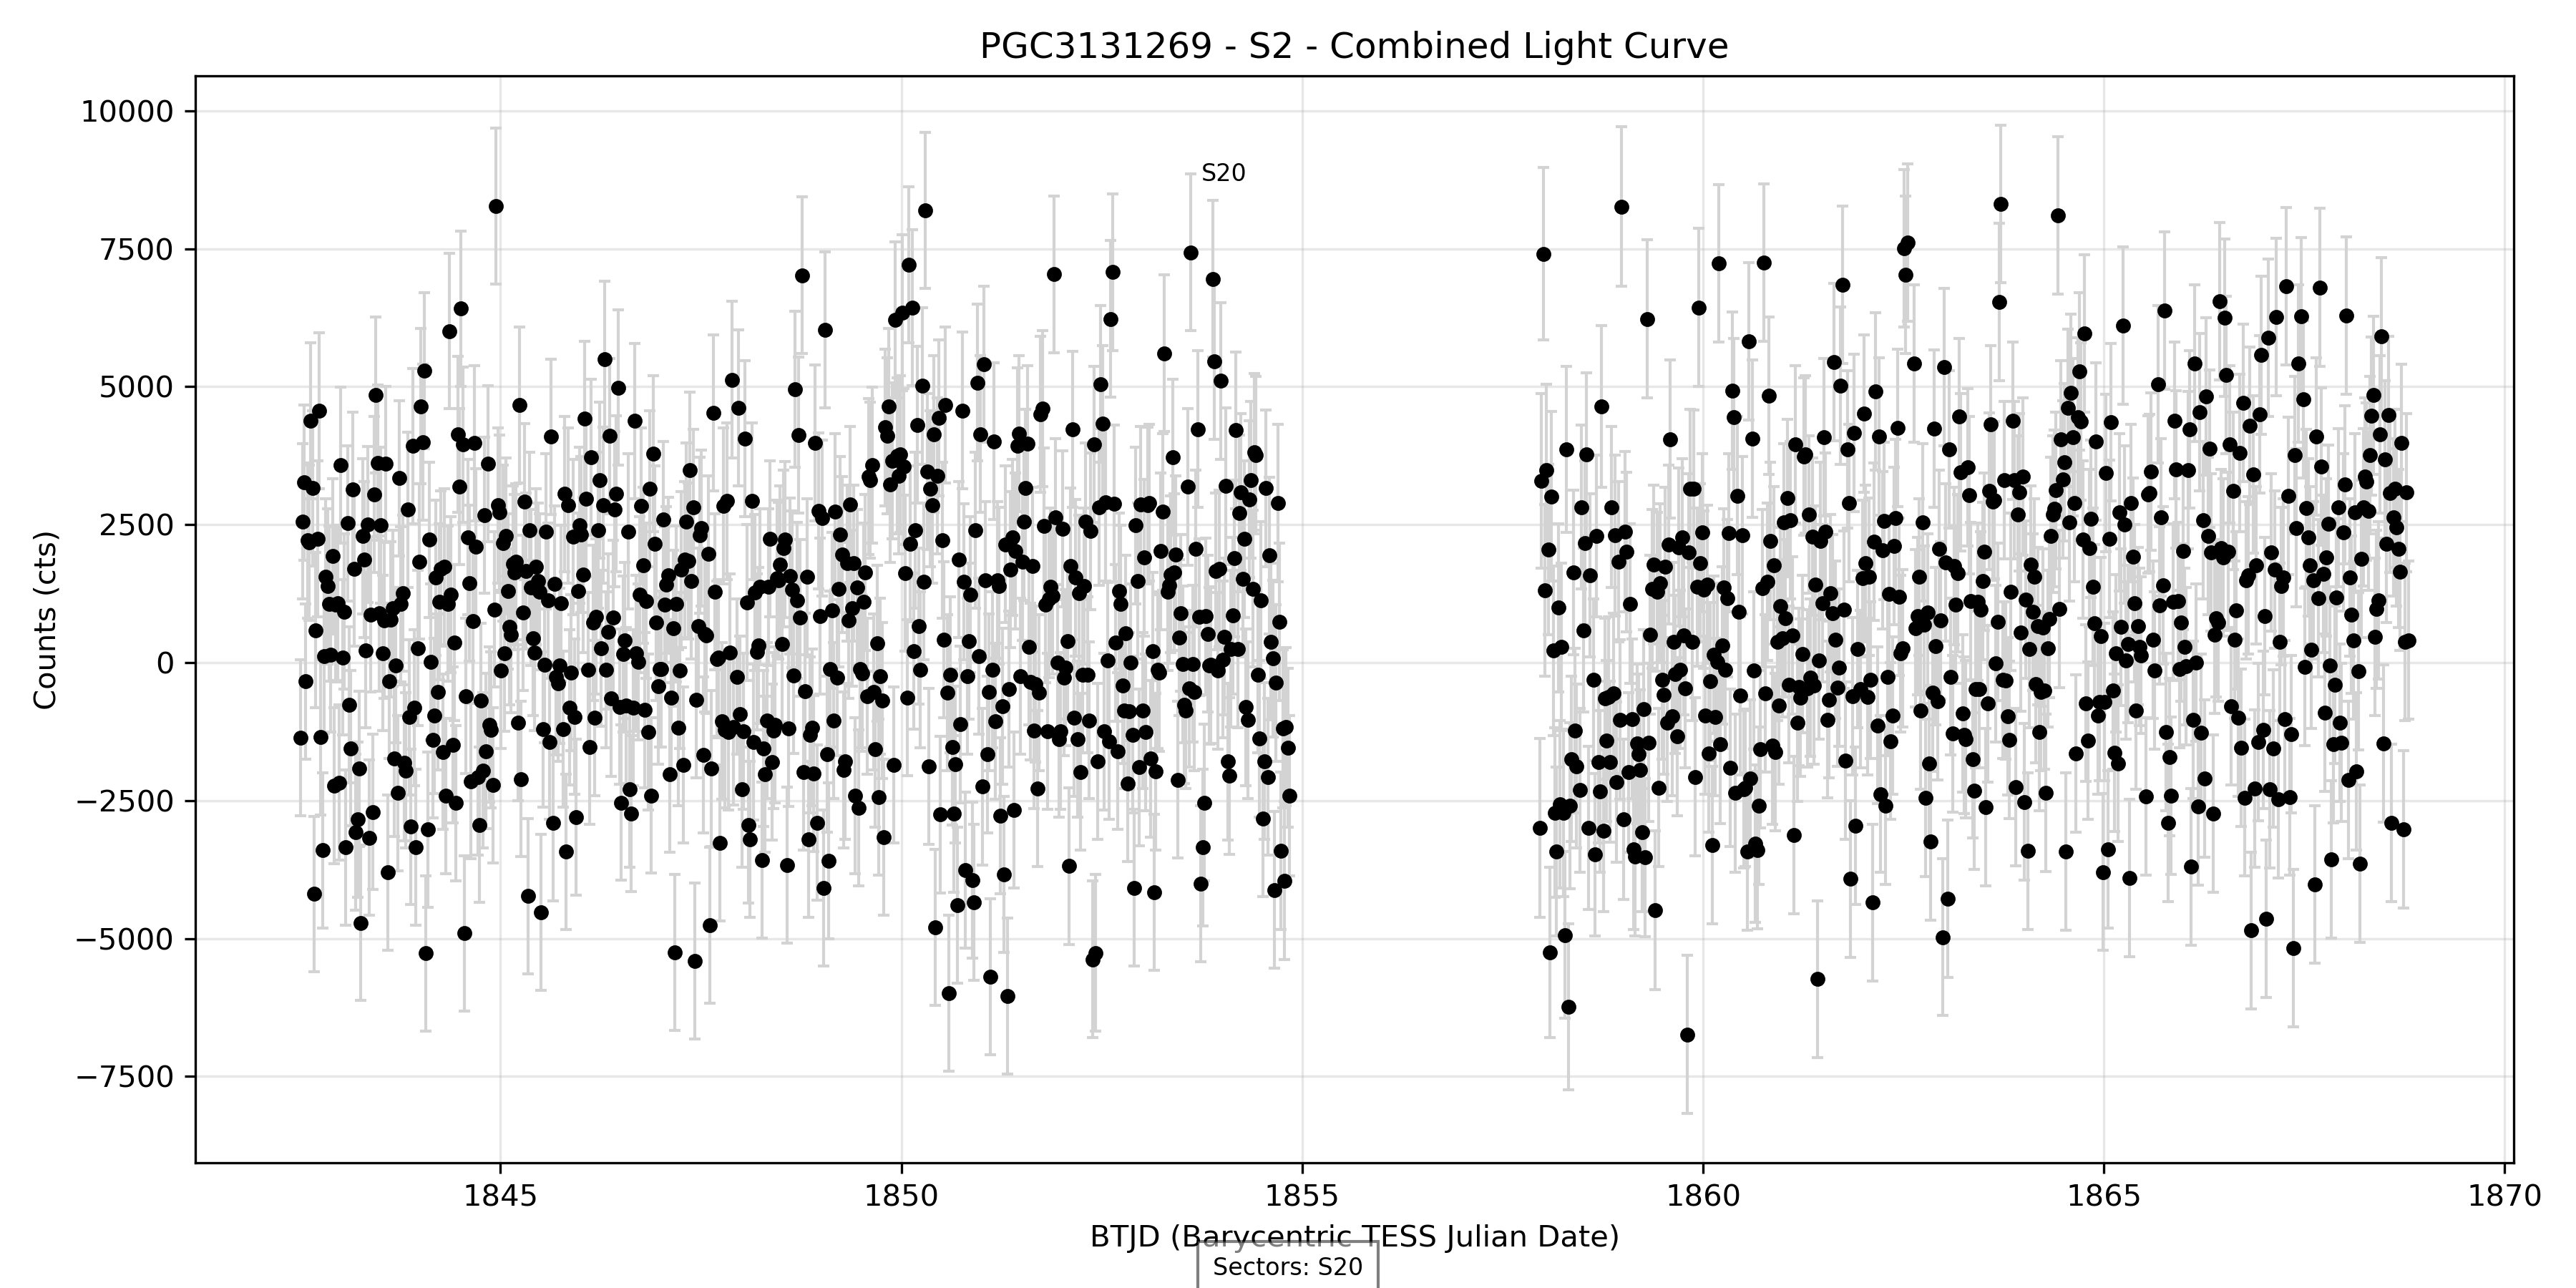 PGC3131269 - S2 - Combined Light Curve
10000
7500
5000
2500
0
−2500
−5000
−7500
Counts (cts)
S20
1845
1850
1855
1860
1865
1870
BTJD (Barycentric TESS Julian Date)
Sectors: S20